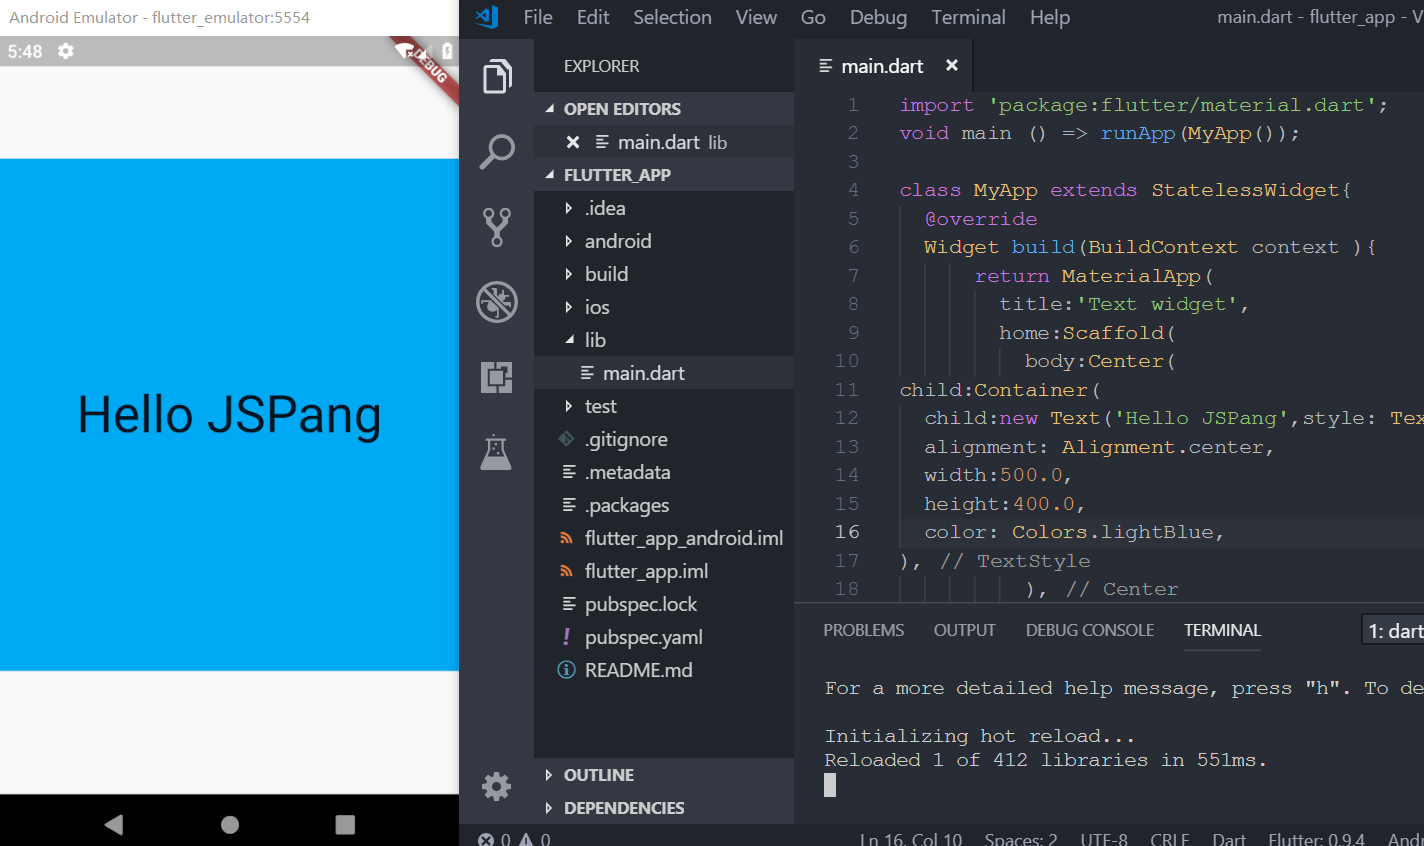 Android Emulator - flutter_emulator:5554
5:48
DEBUG
Hello JSPang
File Edit Selection View Go Debug Terminal Help
main.dart - flutter_app - V
EXPLORER
OPEN EDITORS
main.dart lib
FLUTTER_APP
.idea
android
build
ios
lib
main.dart
test
.gitignore
.metadata
.packages
flutter_app_android.iml
flutter_app.iml
pubspec.lock
pubspec.yaml
README.md
OUTLINE
DEPENDENCIES
main.dart
1 import 'package:flutter/material.dart';
2 void main () => runApp(MyApp());
3
4 class MyApp extends StatelessWidget{
5 @override
6 Widget build(BuildContext context ){
7 return MaterialApp(
8 title:'Text widget',
9 home:Scaffold(
10 body:Center(
11 child:Container(
12 child:new Text('Hello JSPang',style: Tex
13 alignment: Alignment.center,
14 width:500.0,
15 height:400.0,
16 color: Colors.lightBlue,
17 ), // TextStyle
18 ), // Center
PROBLEMS OUTPUT DEBUG CONSOLE TERMINAL 1: dart
For a more detailed help message, press "h". To de
Initializing hot reload...
Reloaded 1 of 412 libraries in 551ms.
0 0 Ln 16, Col 10 Spaces: 2 UTF-8 CRLF Dart Flutter: 0.9.4 Andr